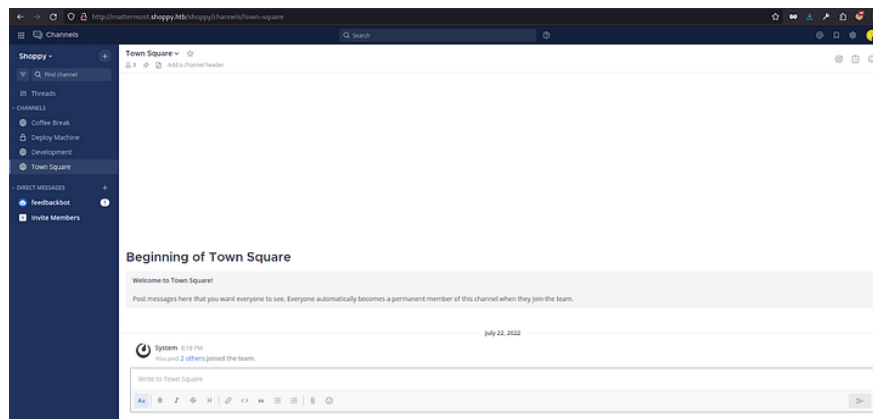 http://mattermost.shoppy.htb/shoppy/channels/town-square
Channels
Search
Shoppy
Find channel
Threads
CHANNELS
Coffee Break
Deploy Machine
Development
Town Square
DIRECT MESSAGES
feedbackbot
1
Invite Members
Town Square
3
Add a channel header
Beginning of Town Square
Welcome to Town Square!
Post messages here that you want everyone to see. Everyone automatically becomes a permanent member of this channel when they join the team.
July 22, 2022
System 8:18 PM
You and 2 others joined the team.
Write to Town Square
Aa B I S H